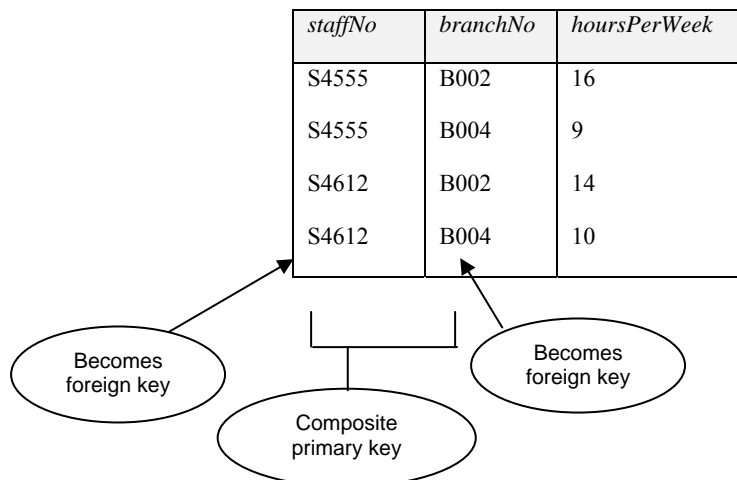 staffNo branchNo hoursPerWeek
S4555 B002 16
S4555 B004 9
S4612 B002 14
S4612 B004 10
Becomes
foreign key
Becomes
foreign key
Composite
primary key